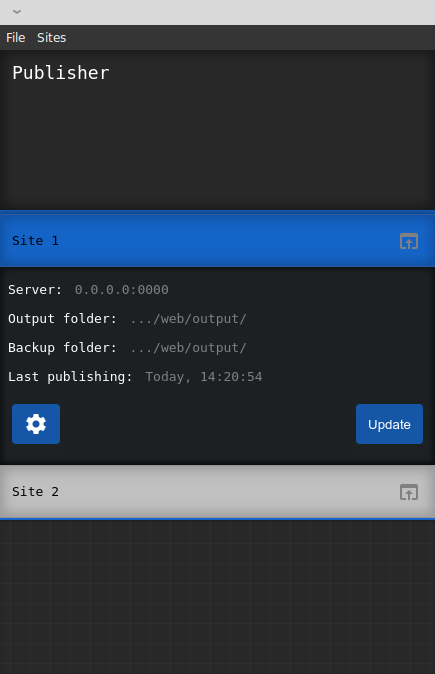 File Sites
Publisher
Site 1
Server: 0.0.0.0:0000
Output folder: .../web/output/
Backup folder: .../web/output/
Last publishing: Today, 14:20:54
Update
Site 2